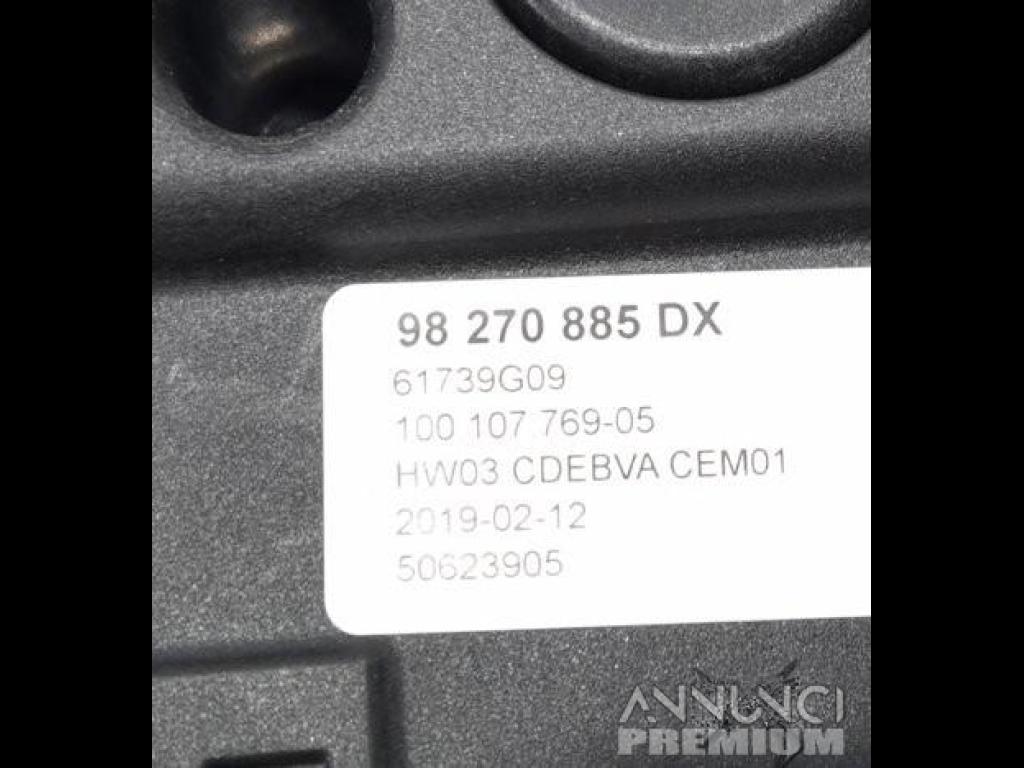 98 270 885 DX
61739G09
100 107 769-05
HW03 CDEBVA CEM01
2019-02-12
50623905
ANNUNCI
PREMIUM